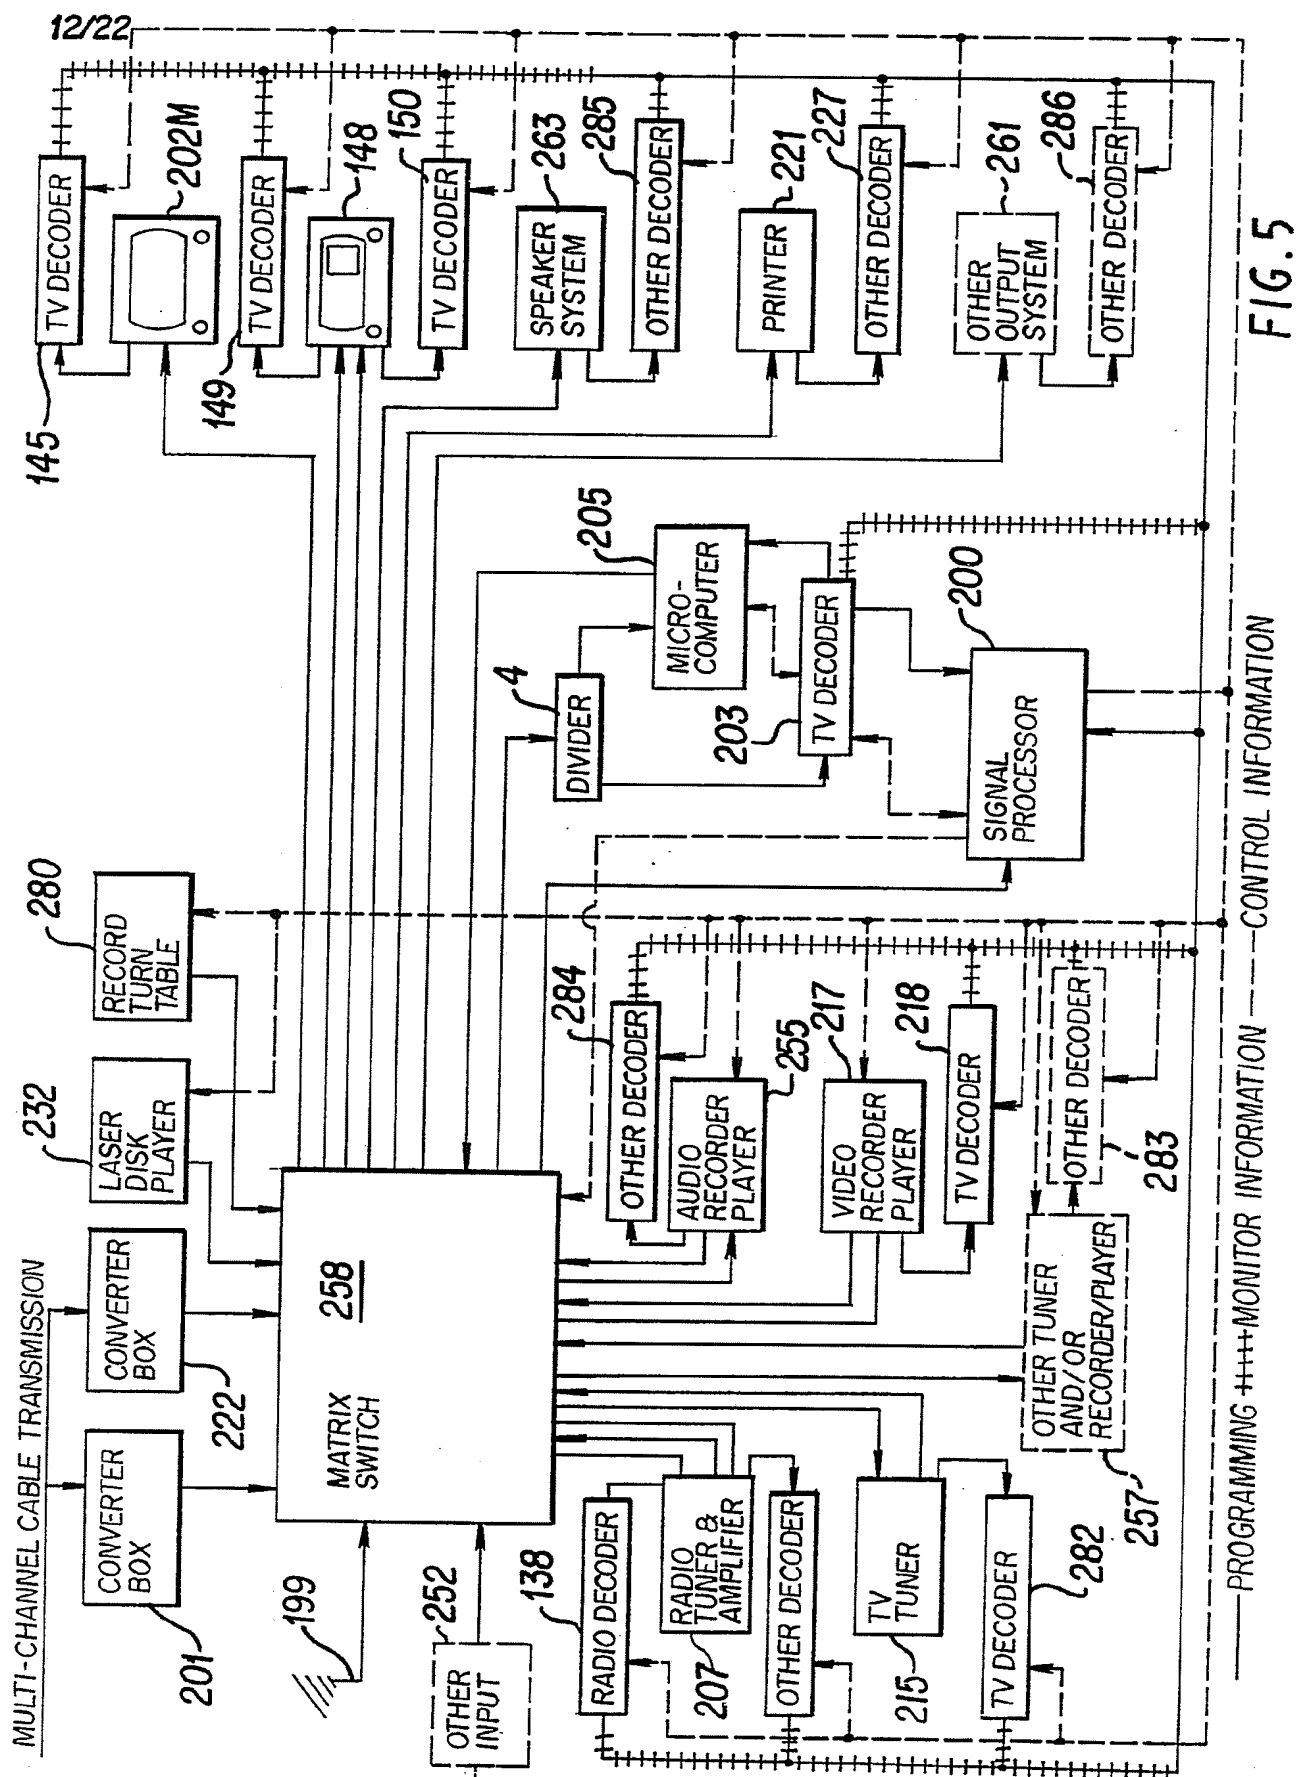 12/22
MULTI-CHANNEL CABLE TRANSMISSION
CONVERTER
BOX
201
CONVERTER
BOX
222
LASER
DISK
PLAYER
232
RECORD
TURN
TABLE
280
199
OTHER
INPUT
252
MATRIX
SWITCH
258
TV DECODER
145
202M
TV DECODER
149
148
TV DECODER
150
SPEAKER
SYSTEM
263
OTHER DECODER
285
PRINTER
221
OTHER DECODER
227
OTHER
OUTPUT
SYSTEM
261
OTHER DECODER
286
DIVIDER
4
MICRO-
COMPUTER
205
TV DECODER
203
SIGNAL
PROCESSOR
200
RADIO DECODER
138
RADIO
TUNER &
AMPLIFIER
207
OTHER DECODER
TV
TUNER
215
TV DECODER
282
OTHER DECODER
284
AUDIO
RECORDER
PLAYER
255
VIDEO
RECORDER
PLAYER
217
TV DECODER
218
OTHER TUNER
AND/OR
RECORDER/PLAYER
257
OTHER DECODER
283
PROGRAMMING ++++MONITOR INFORMATION ----CONTROL INFORMATION
FIG. 5